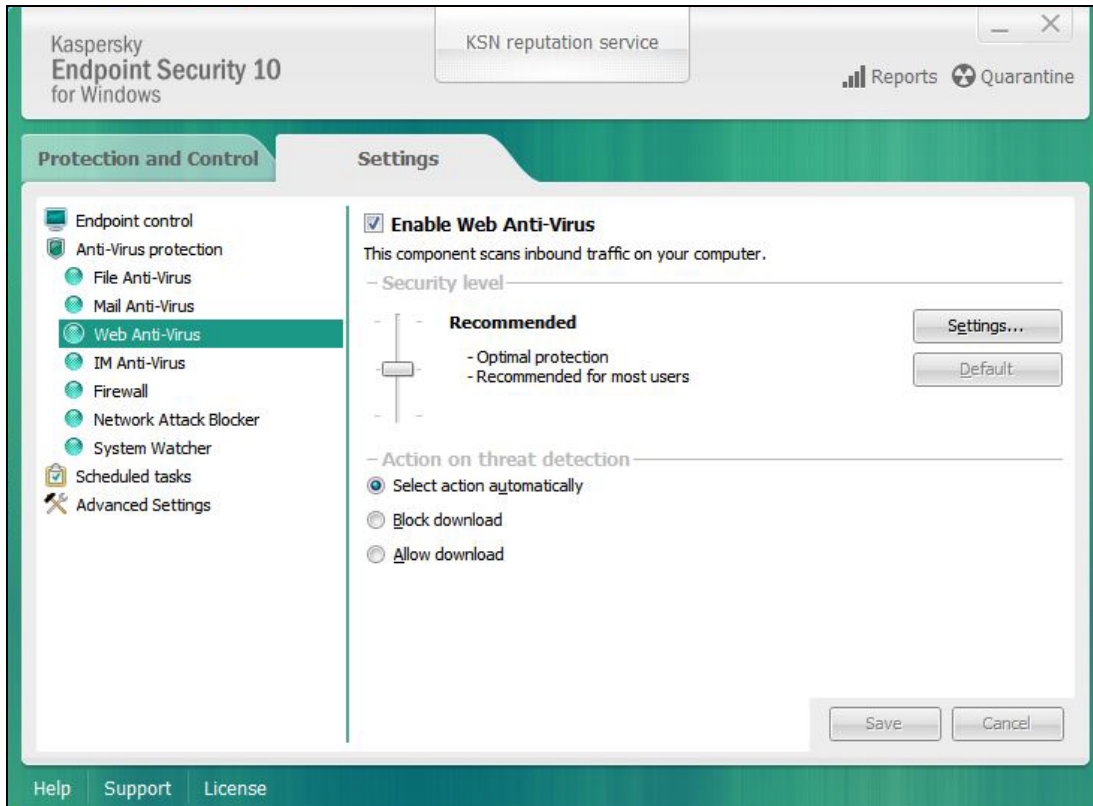 Kaspersky
Endpoint Security 10
for Windows
KSN reputation service
Reports
Quarantine
Protection and Control
Settings
Endpoint control
Anti-Virus protection
File Anti-Virus
Mail Anti-Virus
Web Anti-Virus
IM Anti-Virus
Firewall
Network Attack Blocker
System Watcher
Scheduled tasks
Advanced Settings
Enable Web Anti-Virus
This component scans inbound traffic on your computer.
Security level
Recommended
- Optimal protection
- Recommended for most users
Settings...
Default
Action on threat detection
Select action automatically
Block download
Allow download
Save
Cancel
Help
Support
License